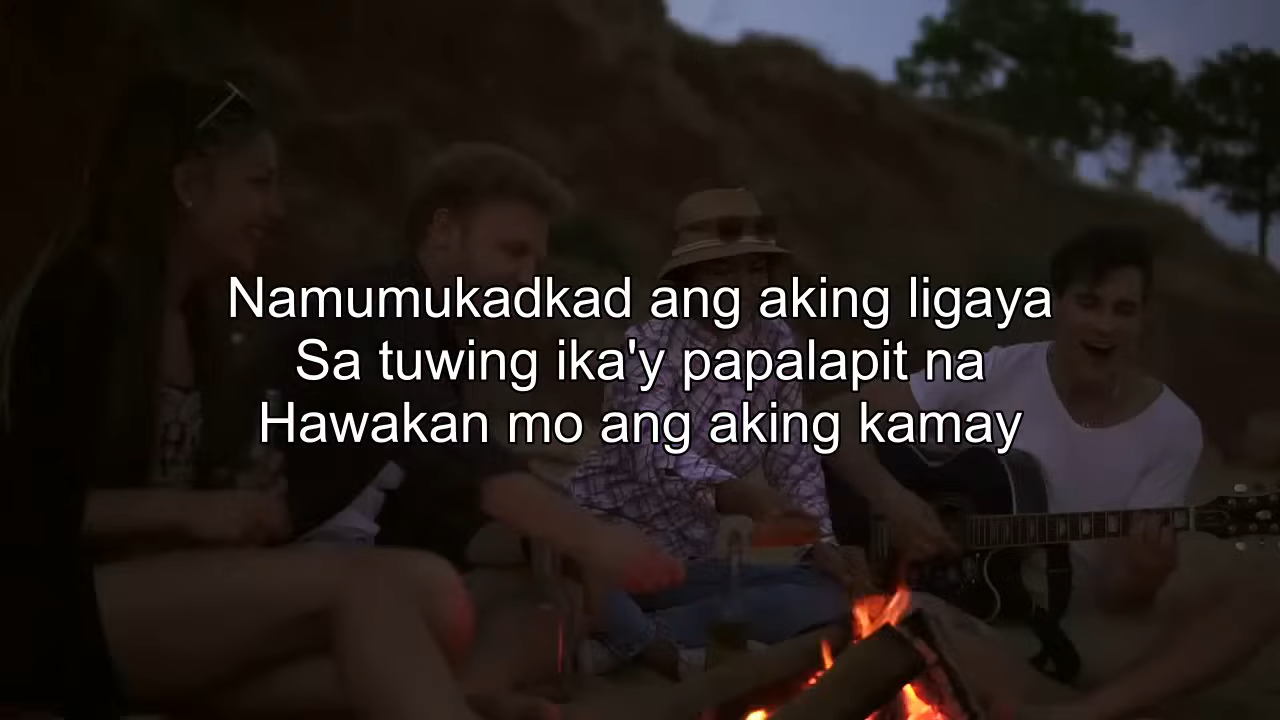 Namumukadkad ang aking ligaya
Sa tuwing ika'y papalapit na
Hawakan mo ang aking kamay